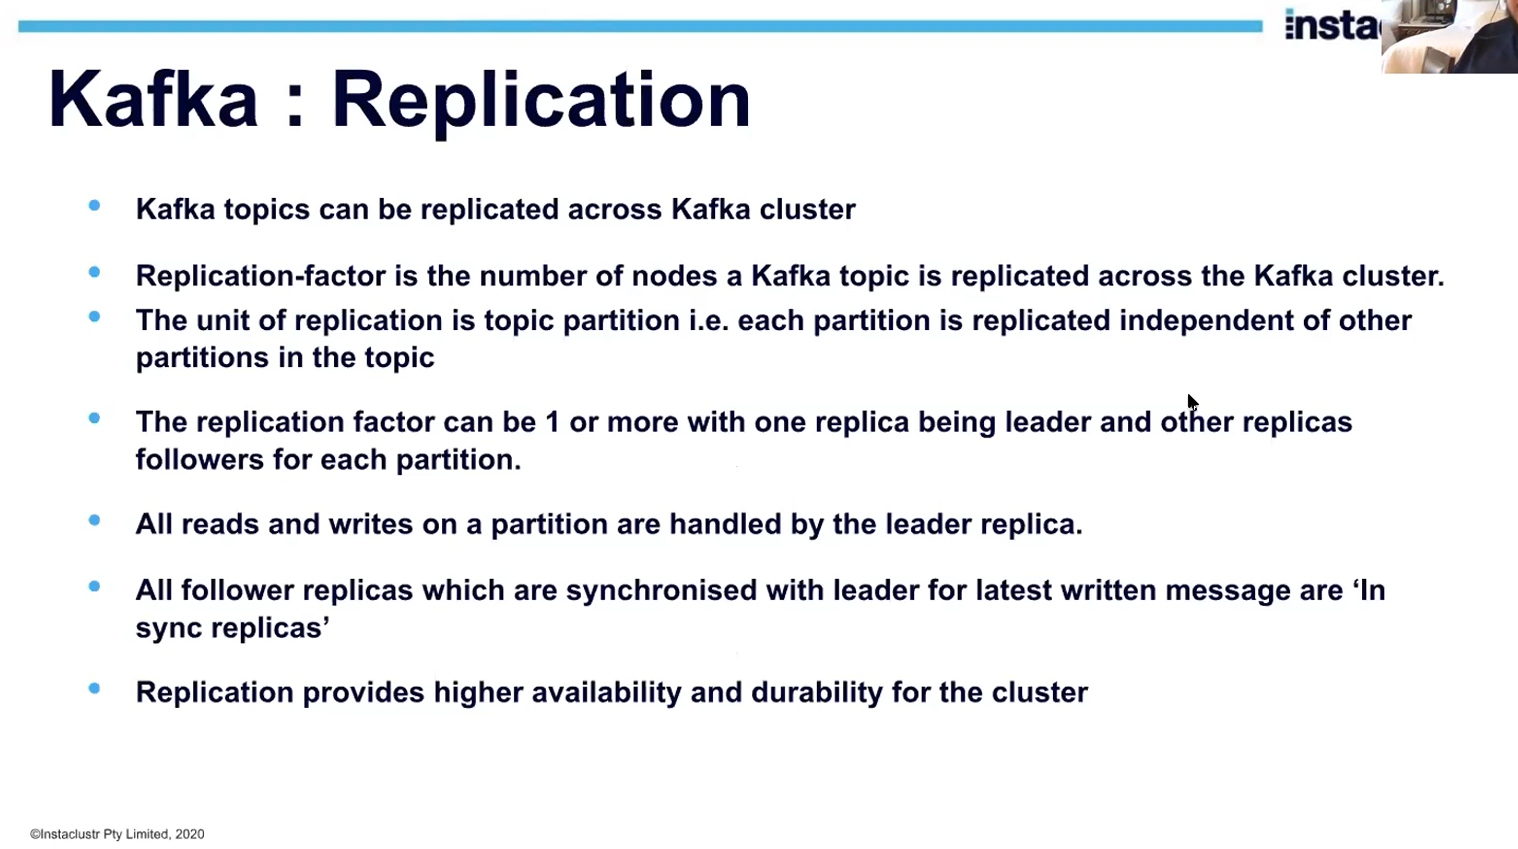 insta
Kafka : Replication
Kafka topics can be replicated across Kafka cluster
Replication-factor is the number of nodes a Kafka topic is replicated across the Kafka cluster.
The unit of replication is topic partition i.e. each partition is replicated independent of other
partitions in the topic
The replication factor can be 1 or more with one replica being leader and other replicas
followers for each partition.
All reads and writes on a partition are handled by the leader replica.
All follower replicas which are synchronised with leader for latest written message are ‘In
sync replicas’
Replication provides higher availability and durability for the cluster
©Instaclustr Pty Limited, 2020